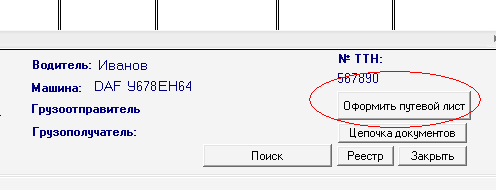 Водитель: Иванов
№ ТТН:
567890
Машина: DAF У678ЕН64
Грузоотправитель
Оформить путевой лист
Грузополучатель:
Цепочка документов
Поиск
Реестр
Закрыть